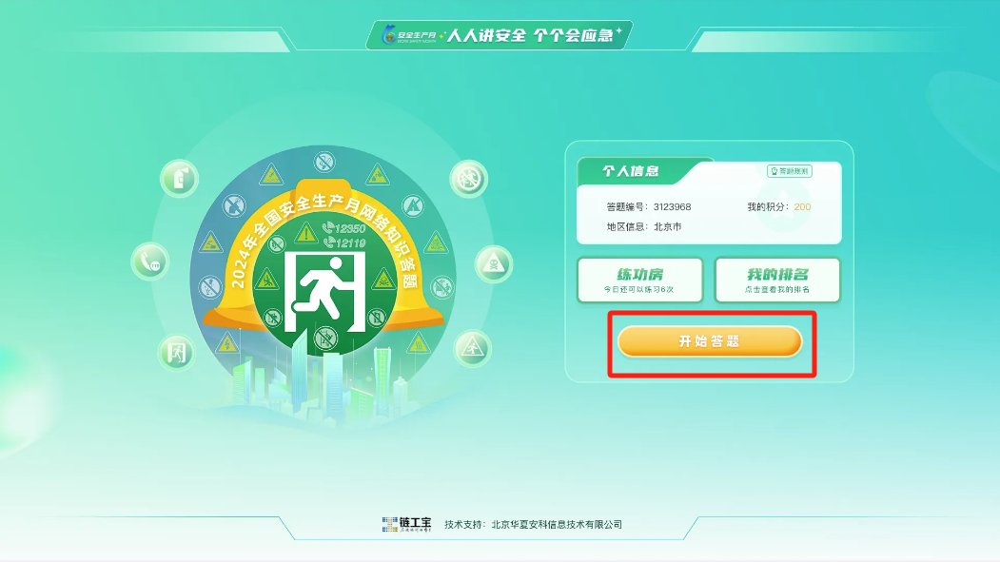 安全生产月 人人讲安全 个个会应急
个人信息
答题规则
答题编号：3123968
我的积分：200
地区信息：北京市
练功房
今日还可以练习6次
我的排名
点击查看我的排名
开始答题
2024年全国安全生产月网络知识答题
12350
12119
链工宝
技术支持：北京华夏安科信息技术有限公司